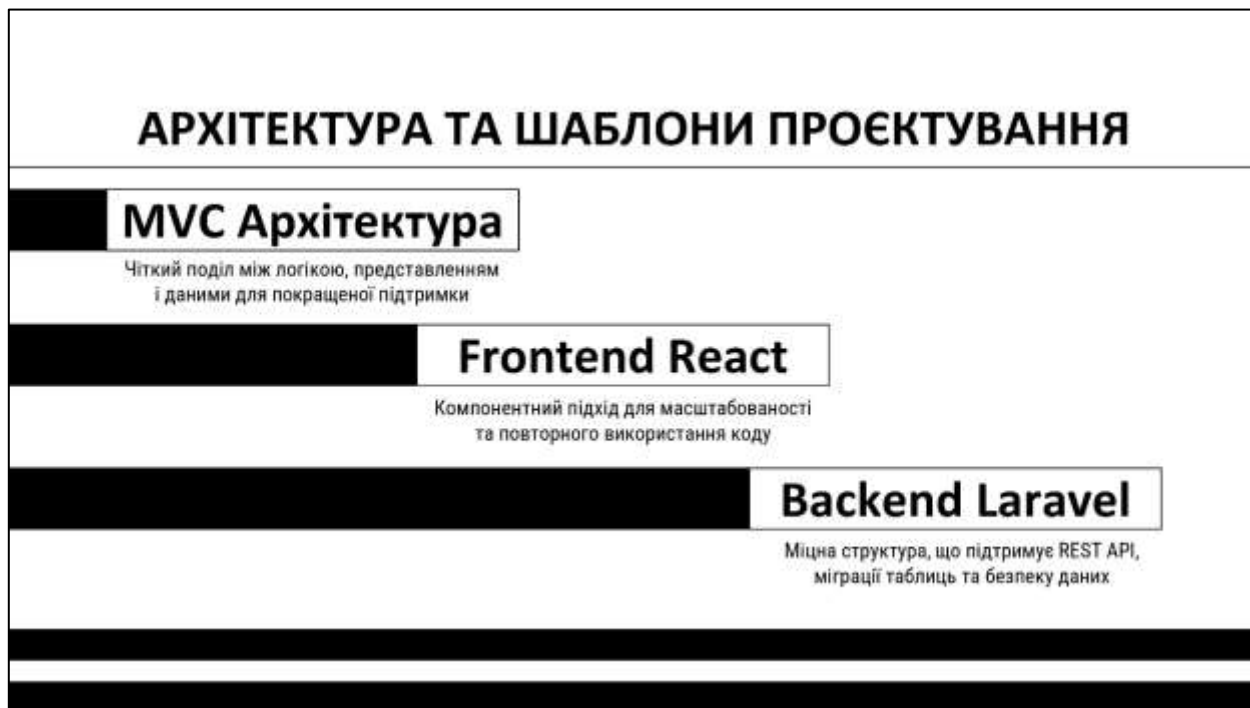 АРХІТЕКТУРА ТА ШАБЛОНИ ПРОЄКТУВАННЯ
MVC Архітектура
Чіткий поділ між логікою, представленням
і даними для покращеної підтримки
Frontend React
Компонентний підхід для масштабованості
та повторного використання коду
Backend Laravel
Міцна структура, що підтримує REST API,
міграції таблиць та безпеку даних